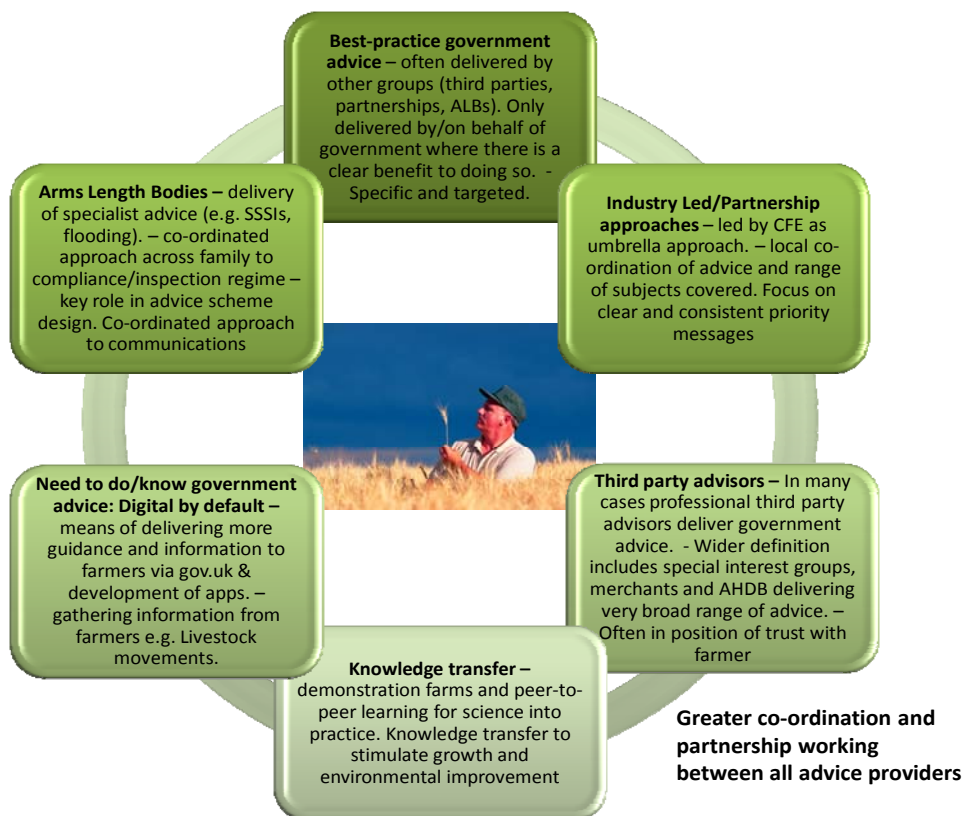 Best-practice government
advice – often delivered by
other groups (third parties,
partnerships, ALBs). Only
delivered by/on behalf of
government where there is a
clear benefit to doing so.  -
Specific and targeted.
Industry Led/Partnership
approaches – led by CFE as
umbrella approach. – local co-
ordination of advice and range
of subjects covered. Focus on
clear and consistent priority
messages
Third party advisors – In many
cases professional third party
advisors deliver government
advice.  - Wider definition
includes special interest groups,
merchants and AHDB delivering
very broad range of advice. –
Often in position of trust with
farmer
Knowledge transfer –
demonstration farms and peer-to-
peer learning for science into
practice. Knowledge transfer to
stimulate growth and
environmental improvement
Need to do/know government
advice: Digital by default –
means of delivering more
guidance and information to
farmers via gov.uk &
development of apps. –
gathering information from
farmers e.g. Livestock
movements.
Arms Length Bodies – delivery
of specialist advice (e.g. SSSIs,
flooding). – co-ordinated
approach across family to
compliance/inspection regime –
key role in advice scheme
design. Co-ordinated approach
to communications
Greater co-ordination and
partnership working
between all advice providers